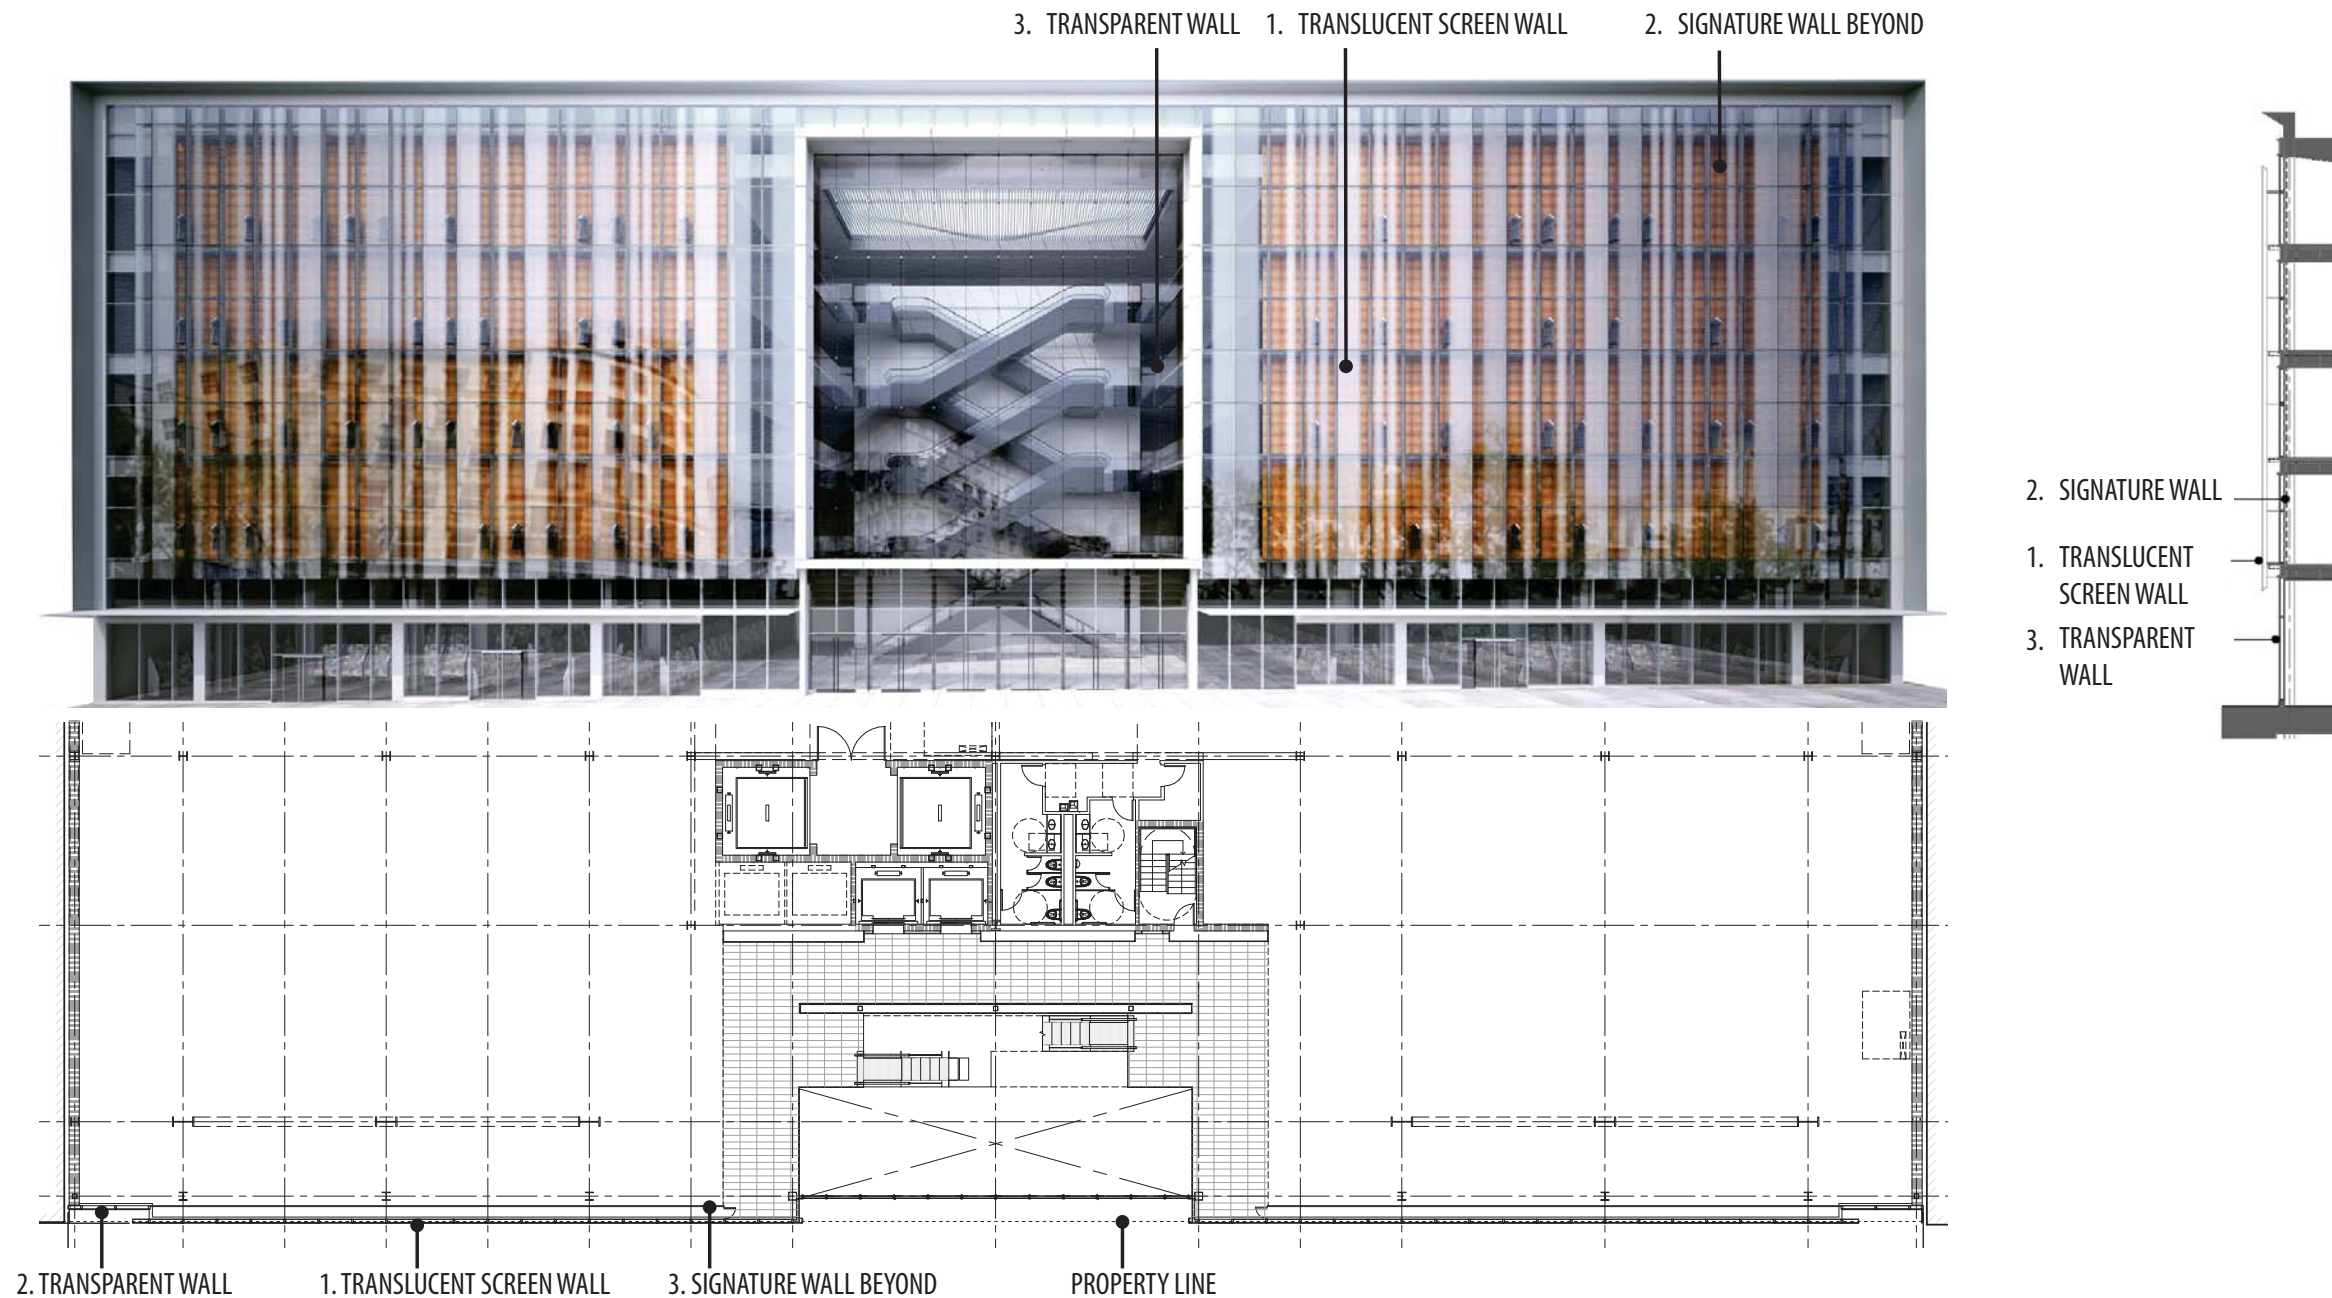 3. TRANSPARENT WALL
1. TRANSLUCENT SCREEN WALL
2. SIGNATURE WALL BEYOND
2. SIGNATURE WALL
1. TRANSLUCENT
SCREEN WALL
3. TRANSPARENT
WALL
2. TRANSPARENT WALL
1. TRANSLUCENT SCREEN WALL
3. SIGNATURE WALL BEYOND
PROPERTY LINE